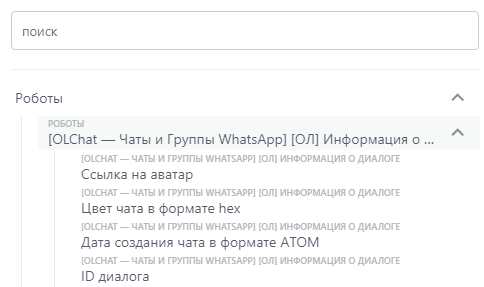 поиск
Роботы
РОБОТЫ
[OLChat — Чаты и Группы WhatsApp] [ОЛ] Информация о ...
[OLCHAT — ЧАТЫ И ГРУППЫ WHATSAPP] [ОЛ] ИНФОРМАЦИЯ О ДИАЛОГЕ
Ссылка на аватар
[OLCHAT — ЧАТЫ И ГРУППЫ WHATSAPP] [ОЛ] ИНФОРМАЦИЯ О ДИАЛОГЕ
Цвет чата в формате hex
[OLCHAT — ЧАТЫ И ГРУППЫ WHATSAPP] [ОЛ] ИНФОРМАЦИЯ О ДИАЛОГЕ
Дата создания чата в формате ATOM
[OLCHAT — ЧАТЫ И ГРУППЫ WHATSAPP] [ОЛ] ИНФОРМАЦИЯ О ДИАЛОГЕ
ID диалога